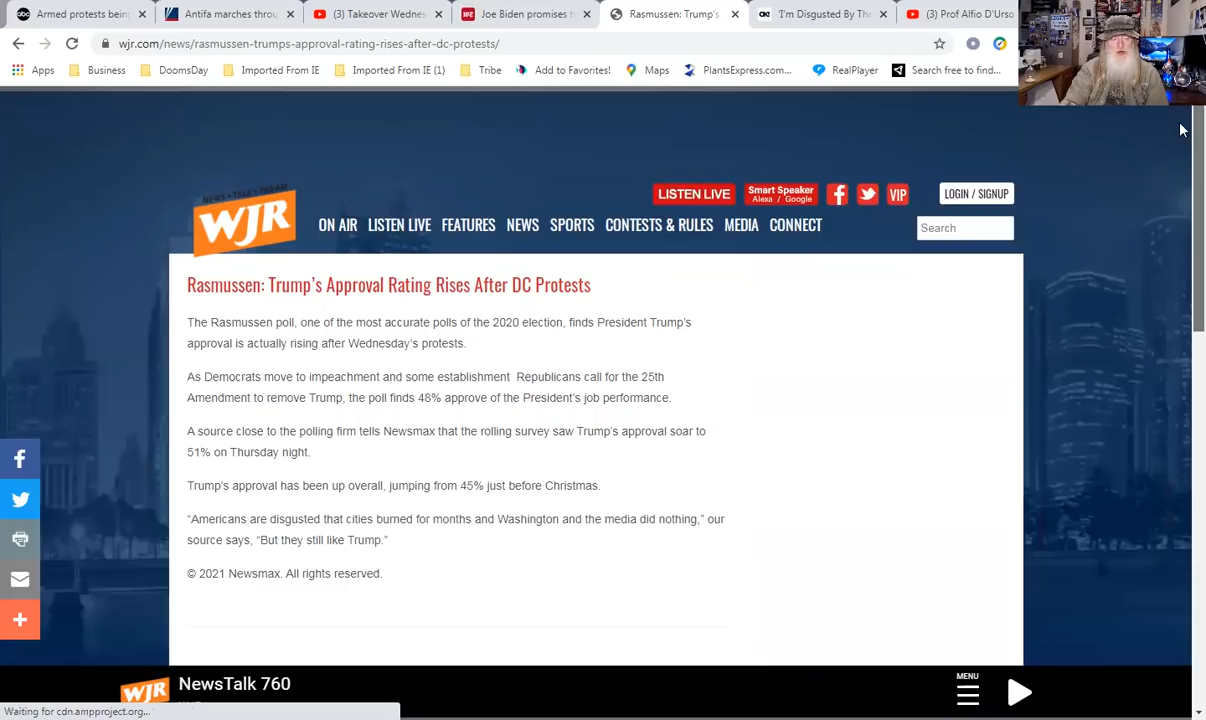 Armed protests bein
Antifa marches throu
(3) Takeover Wednes
Joe Biden promises t
Rasmussen: Trump's
'I'm Disgusted By The
(3) Prof Alfio D'Urso
wjr.com/news/rasmussen-trumps-approval-rating-rises-after-dc-protests/
Apps
Business
DoomsDay
Imported From IE
Imported From IE (1)
Tribe
Add to Favorites!
Maps
PlantsExpress.com...
RealPlayer
Search free to find...
NEWS • TALK •
WJR
LISTEN LIVE
Smart Speaker
Alexa / Google
VIP
LOGIN / SIGNUP
ON AIR LISTEN LIVE FEATURES NEWS SPORTS CONTESTS & RULES MEDIA CONNECT
Search
Rasmussen: Trump's Approval Rating Rises After DC Protests
The Rasmussen poll, one of the most accurate polls of the 2020 election, finds President Trump's
approval is actually rising after Wednesday's protests.
As Democrats move to impeachment and some establishment Republicans call for the 25th
Amendment to remove Trump, the poll finds 48% approve of the President's job performance.
A source close to the polling firm tells Newsmax that the rolling survey saw Trump's approval soar to
51% on Thursday night.
Trump's approval has been up overall, jumping from 45% just before Christmas.
"Americans are disgusted that cities burned for months and Washington and the media did nothing," our
source says, "But they still like Trump."
© 2021 Newsmax. All rights reserved.
WJR
NewsTalk 760
MENU
Waiting for cdn.ampproject.org...